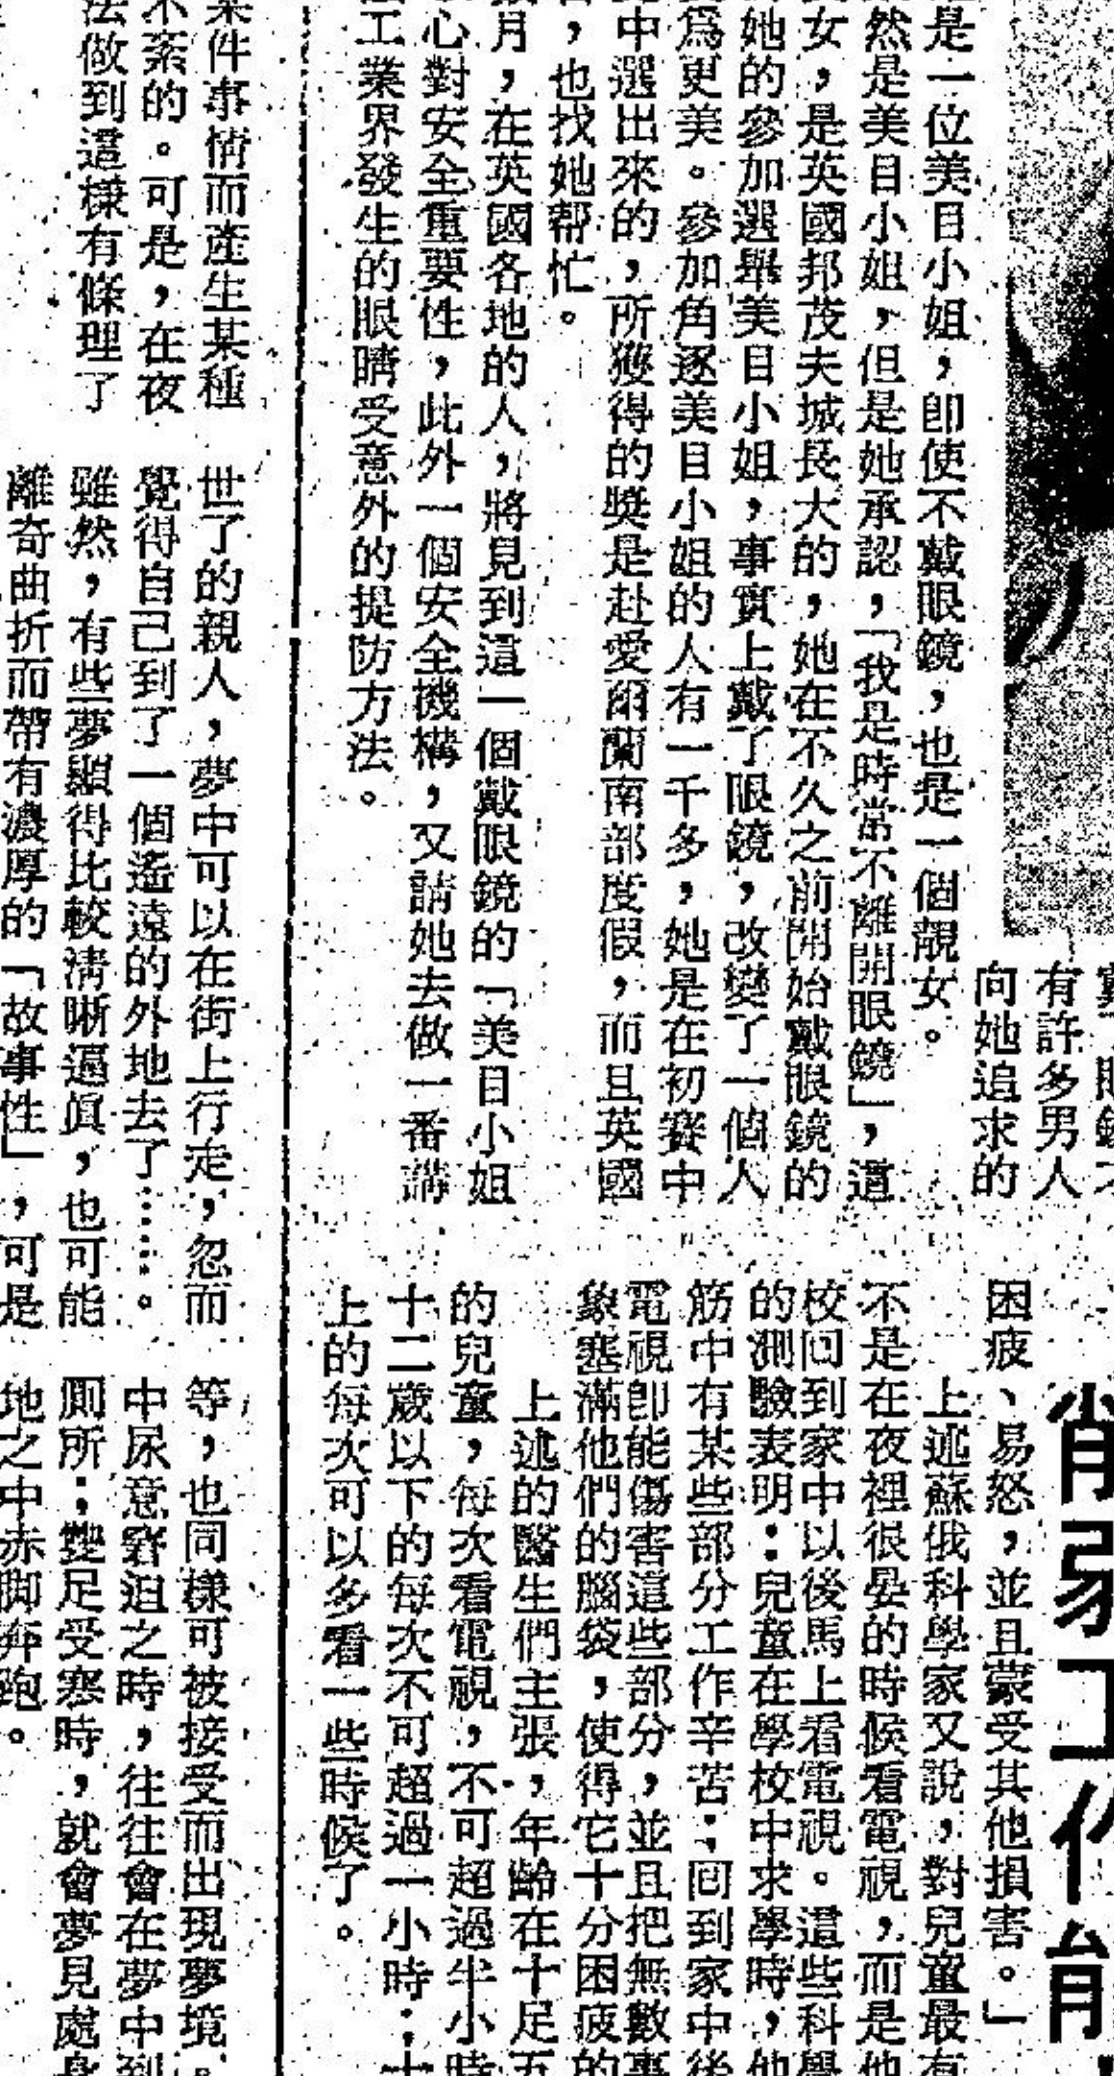 有許多男人
向她追求的
是一位美目小姐，即使不戴眼鏡，也是一個靚女。
然是美目小姐，但是她承認，「我是時常不離開眼鏡」，這
女，是英國邦茂夫城長大的，她在不久之前開始戴眼鏡的
她的參加選舉美目小姐，事實上戴了眼鏡，改變了一個人
爲更美。參加角逐美目小姐的人有一千多，她是在初賽中
中選出來的，所獲得的獎是赴愛爾蘭南部度假，而且英國
，也找她帮忙。
月，在英國各地的人，將見到這一個戴眼鏡的「美目小姐
心對安全重要性，此外一個安全機構，又請她去做一番講
工業界發生的眼睛受意外的提防方法。
削弱工作能
困疲、易怒，並且蒙受其他損害。」
上述蘇俄科學家又說，對兒童最有
不是在夜裡很晏的時候看電視，而是他
校回到家中以後馬上看電視。這些科學
的測驗表明：兒童在學校中求學時，他
筋中有某些部分工作辛苦；回到家中後
電視即能傷害這些部分，並且把無數事
象塞滿他們的腦袋，使得它十分困疲的
上述的醫生們主張，年齡在十足五
的兒童，每次看電視，不可超過半小時
十二歲以下的每次不可超過一小時；十
上的每次可以多看一些時候了。
某件事情而產生某種
不紊的。可是，在夜
法做到這樣有條理了
世了的親人，夢中可以在街上行走，忽而
覺得自己到了一個遙遠的外地去了……。
雖然，有些夢顯得比較淸晰逼眞，也可能
離奇曲折而帶有濃厚的「故事性」，可是
等，也同樣可被接受而出現夢境。
中尿意窘迫之時，往往會在夢中到
厠所；雙足受寒時，就會夢見處身
地之中赤脚奔跑。